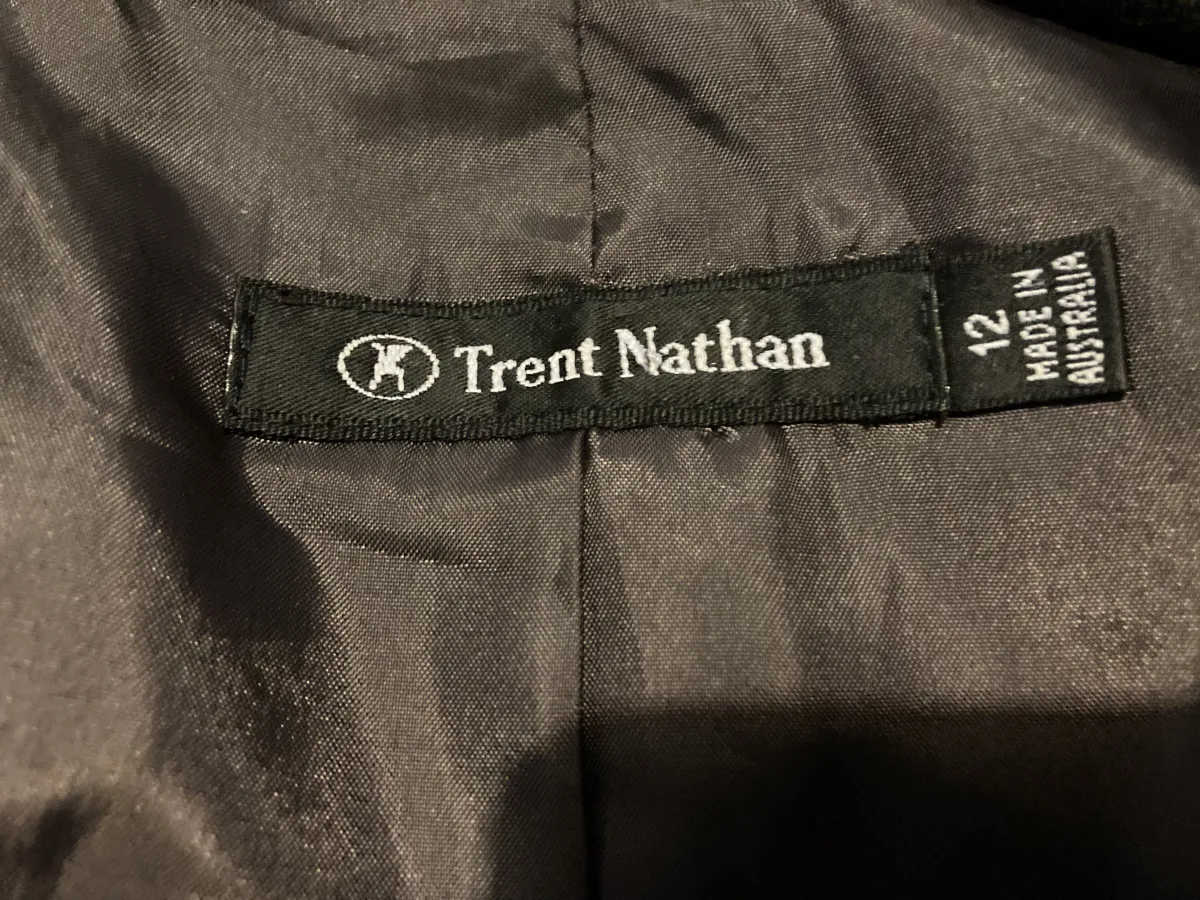 Trent Nathan
12
MADE IN
AUSTRALIA